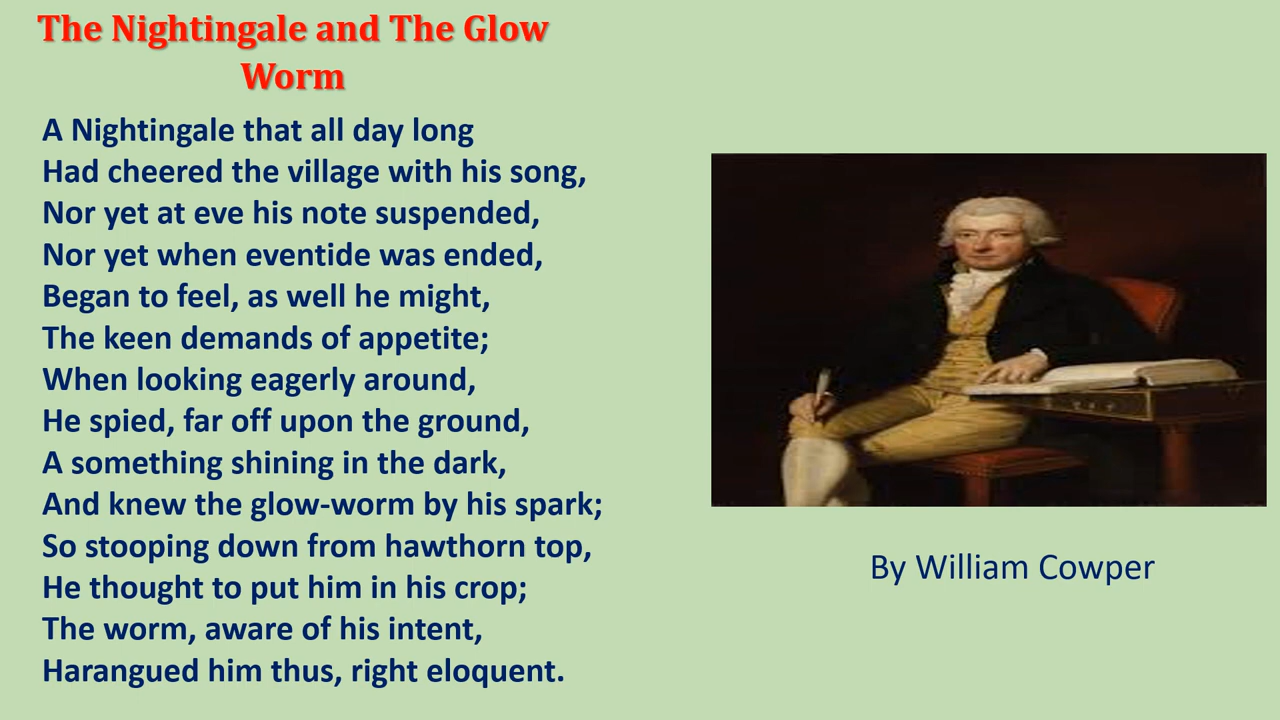 The Nightingale and The Glow
Worm
A Nightingale that all day long
Had cheered the village with his song,
Nor yet at eve his note suspended,
Nor yet when eventide was ended,
Began to feel, as well he might,
The keen demands of appetite;
When looking eagerly around,
He spied, far off upon the ground,
A something shining in the dark,
And knew the glow-worm by his spark;
So stooping down from hawthorn top,
He thought to put him in his crop;
The worm, aware of his intent,
Harangued him thus, right eloquent.
By William Cowper